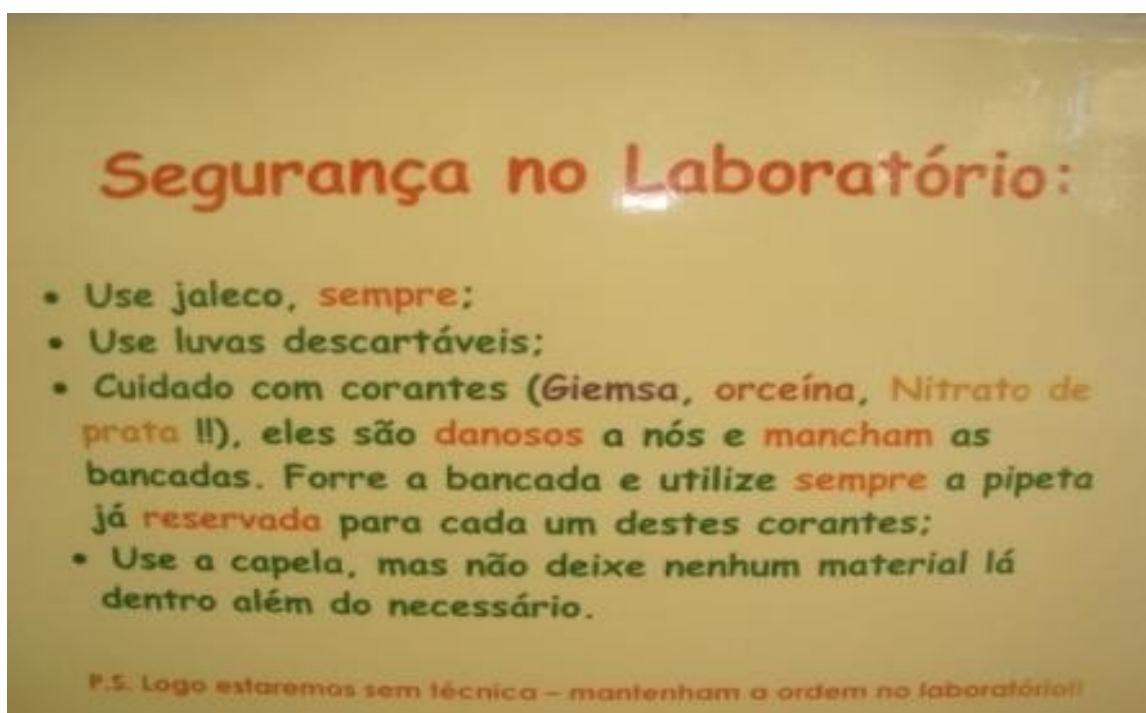 Segurança no Laboratório:
• Use jaleco, sempre;
• Use luvas descartáveis;
• Cuidado com corantes (Giemsa, orceína, Nitrato de
prata !!), eles são danosos a nós e mancham as
bancadas. Forre a bancada e utilize sempre a pipeta
já reservada para cada um destes corantes;
• Use a capela, mas não deixe nenhum material lá
dentro além do necessário.
P.S. Logo estaremos sem técnica – mantenham a ordem no laboratório!!